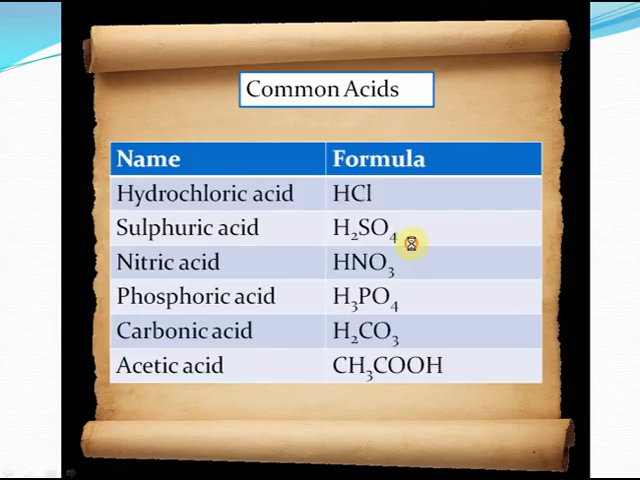 Common Acids
Name Formula
Hydrochloric acid HCl
Sulphuric acid H₂SO₄
Nitric acid HNO₃
Phosphoric acid H₃PO₄
Carbonic acid H₂CO₃
Acetic acid CH₃COOH